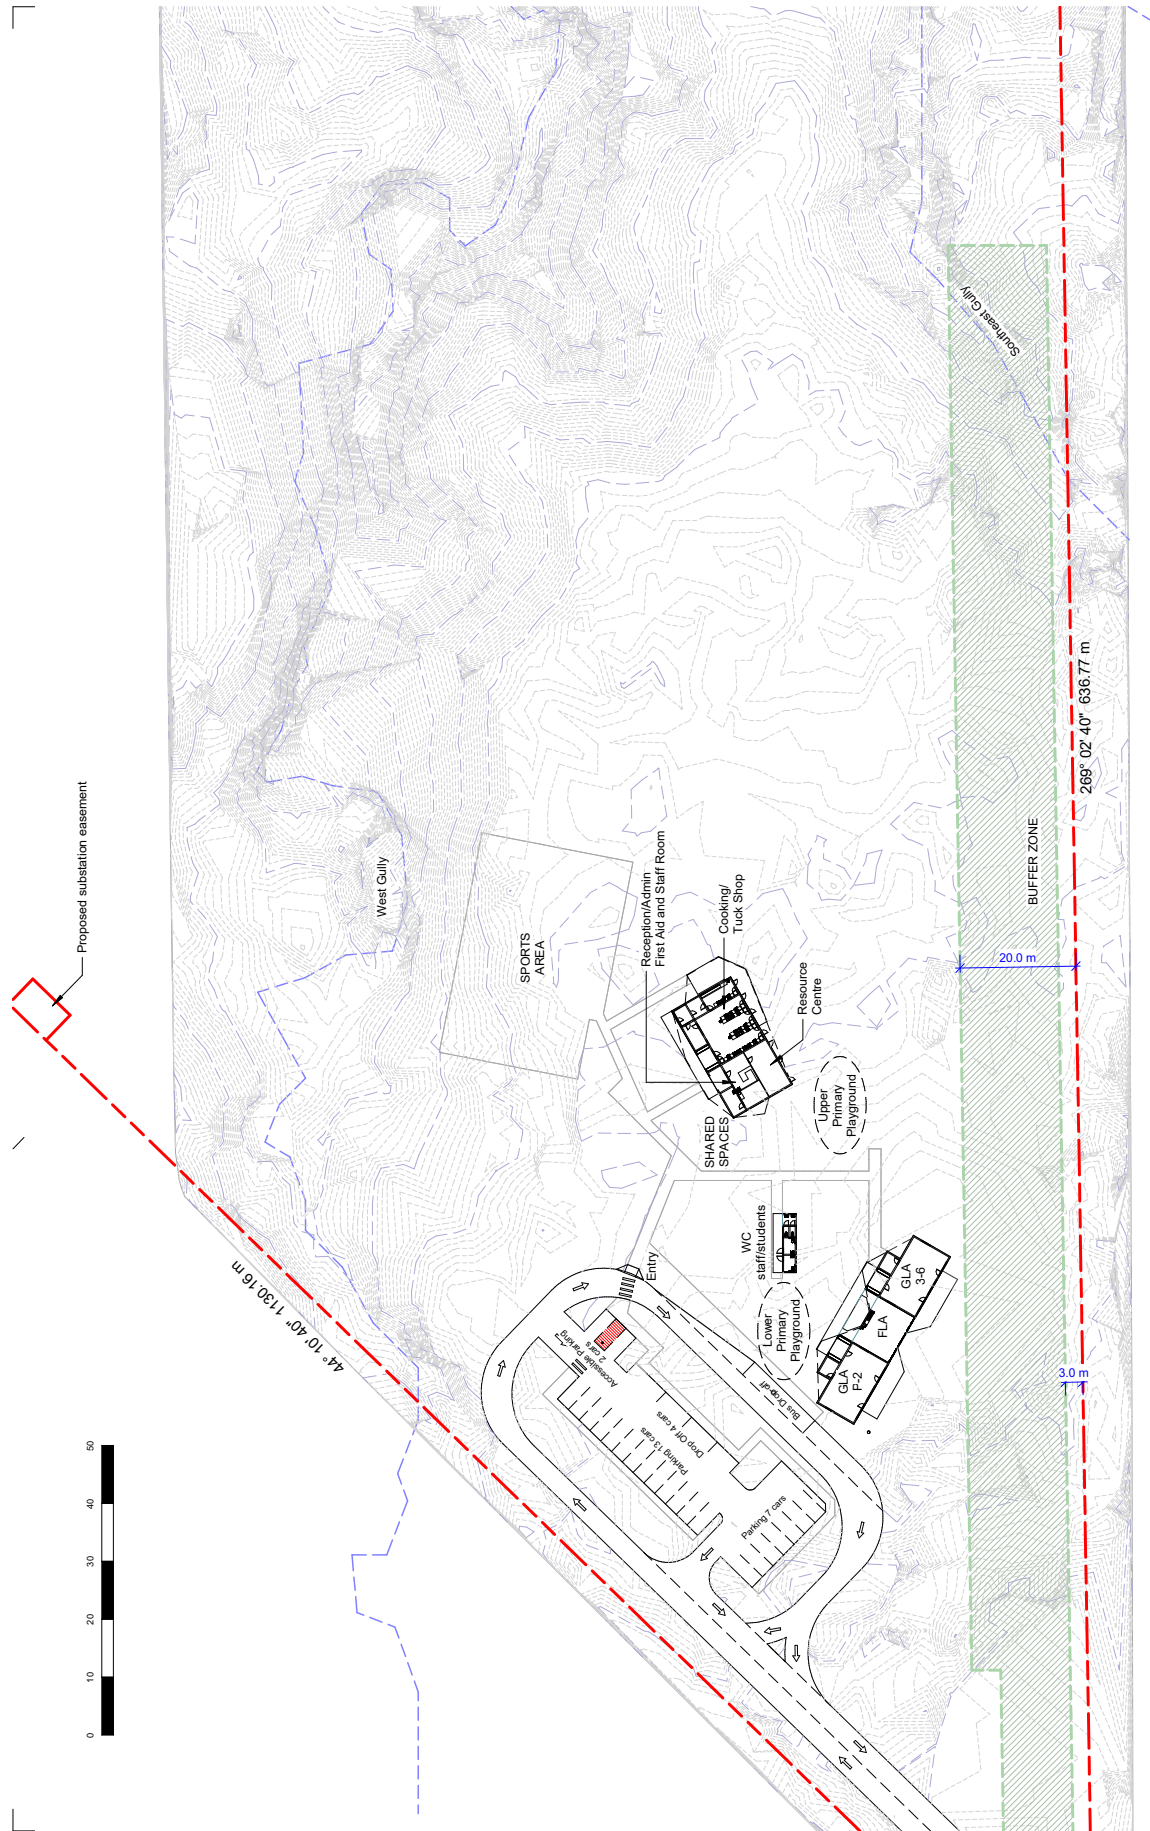 Proposed substation easement
West Gully
Southeast Gully
SPORTS
AREA
Reception/Admin
First Aid and Staff Room
Cooking/
Tuck Shop
Resource
Centre
BUFFER ZONE
269° 02' 40" 636.77 m
20.0 m
SHARED
SPACES
Upper
Primary
Playground
WC
staff/students
Entry
Lower
Primary
Playground
GLA
3-6
FLA
GLA
P-2
3.0 m
44° 10' 40" 1130.16 m
Accessible Parking
2 cars
Drop Off 4 cars
Parking 13 cars
Bus Drop-off
Parking 7 cars
0 10 20 30 40 50